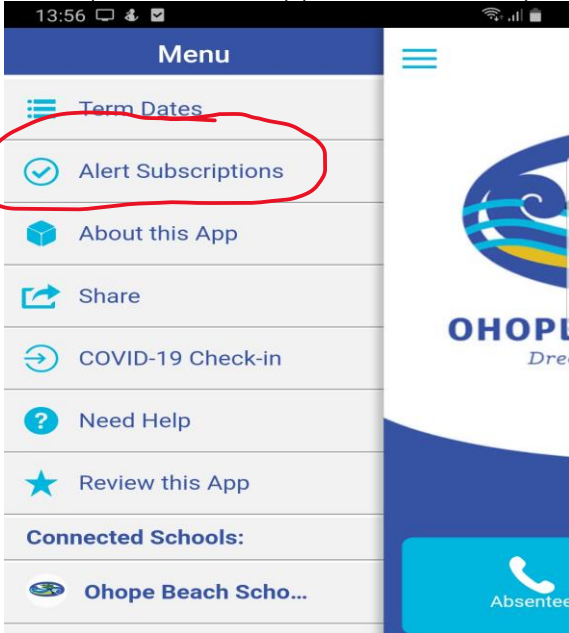 13:56
Menu
Term Dates
Alert Subscriptions
About this App
Share
COVID-19 Check-in
Need Help
Review this App
Connected Schools:
Ohope Beach Scho...
OHOPE
Dre
Absentee